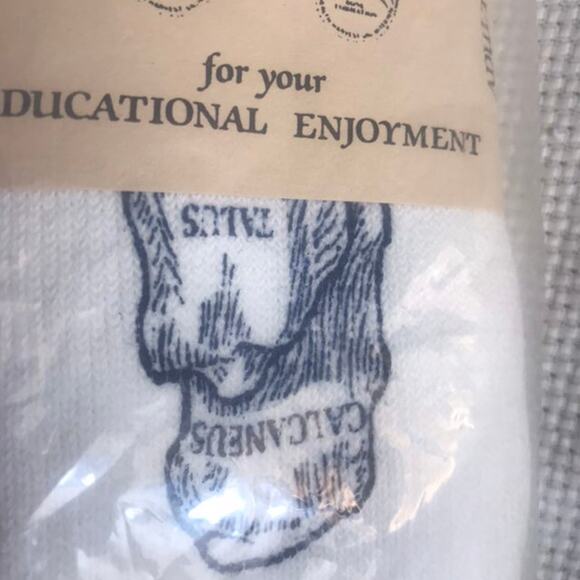 for your
DUCATIONAL ENJOYMENT
TALUS
CALCANEUS